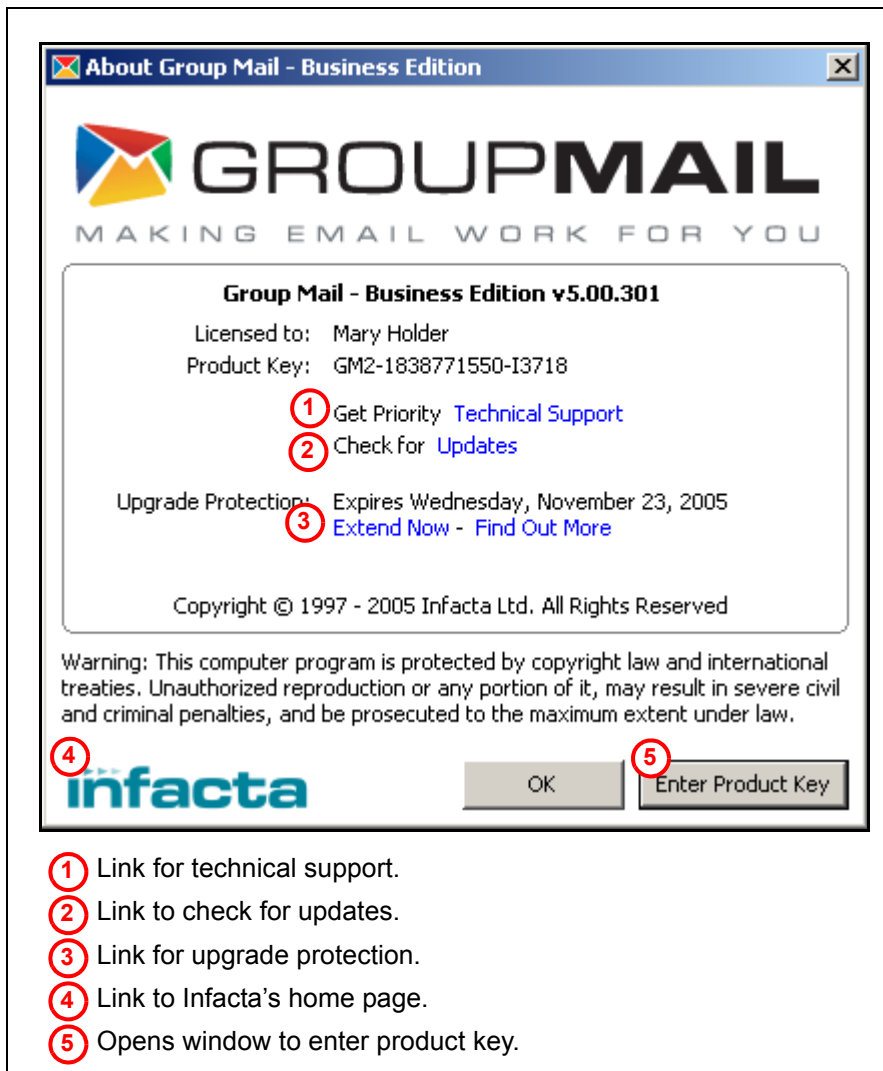 About Group Mail - Business Edition
GROUPMAIL
MAKING EMAIL WORK FOR YOU
Group Mail - Business Edition v5.00.301
Licensed to: Mary Holder
Product Key: GM2-1838771550-I3718
1 Get Priority Technical Support
2 Check for Updates
Upgrade Protection: Expires Wednesday, November 23, 2005
3 Extend Now - Find Out More
Copyright © 1997 - 2005 Infacta Ltd. All Rights Reserved
Warning: This computer program is protected by copyright law and international
treaties. Unauthorized reproduction or any portion of it, may result in severe civil
and criminal penalties, and be prosecuted to the maximum extent under law.
4 infacta
OK
5 Enter Product Key
1 Link for technical support.
2 Link to check for updates.
3 Link for upgrade protection.
4 Link to Infacta’s home page.
5 Opens window to enter product key.